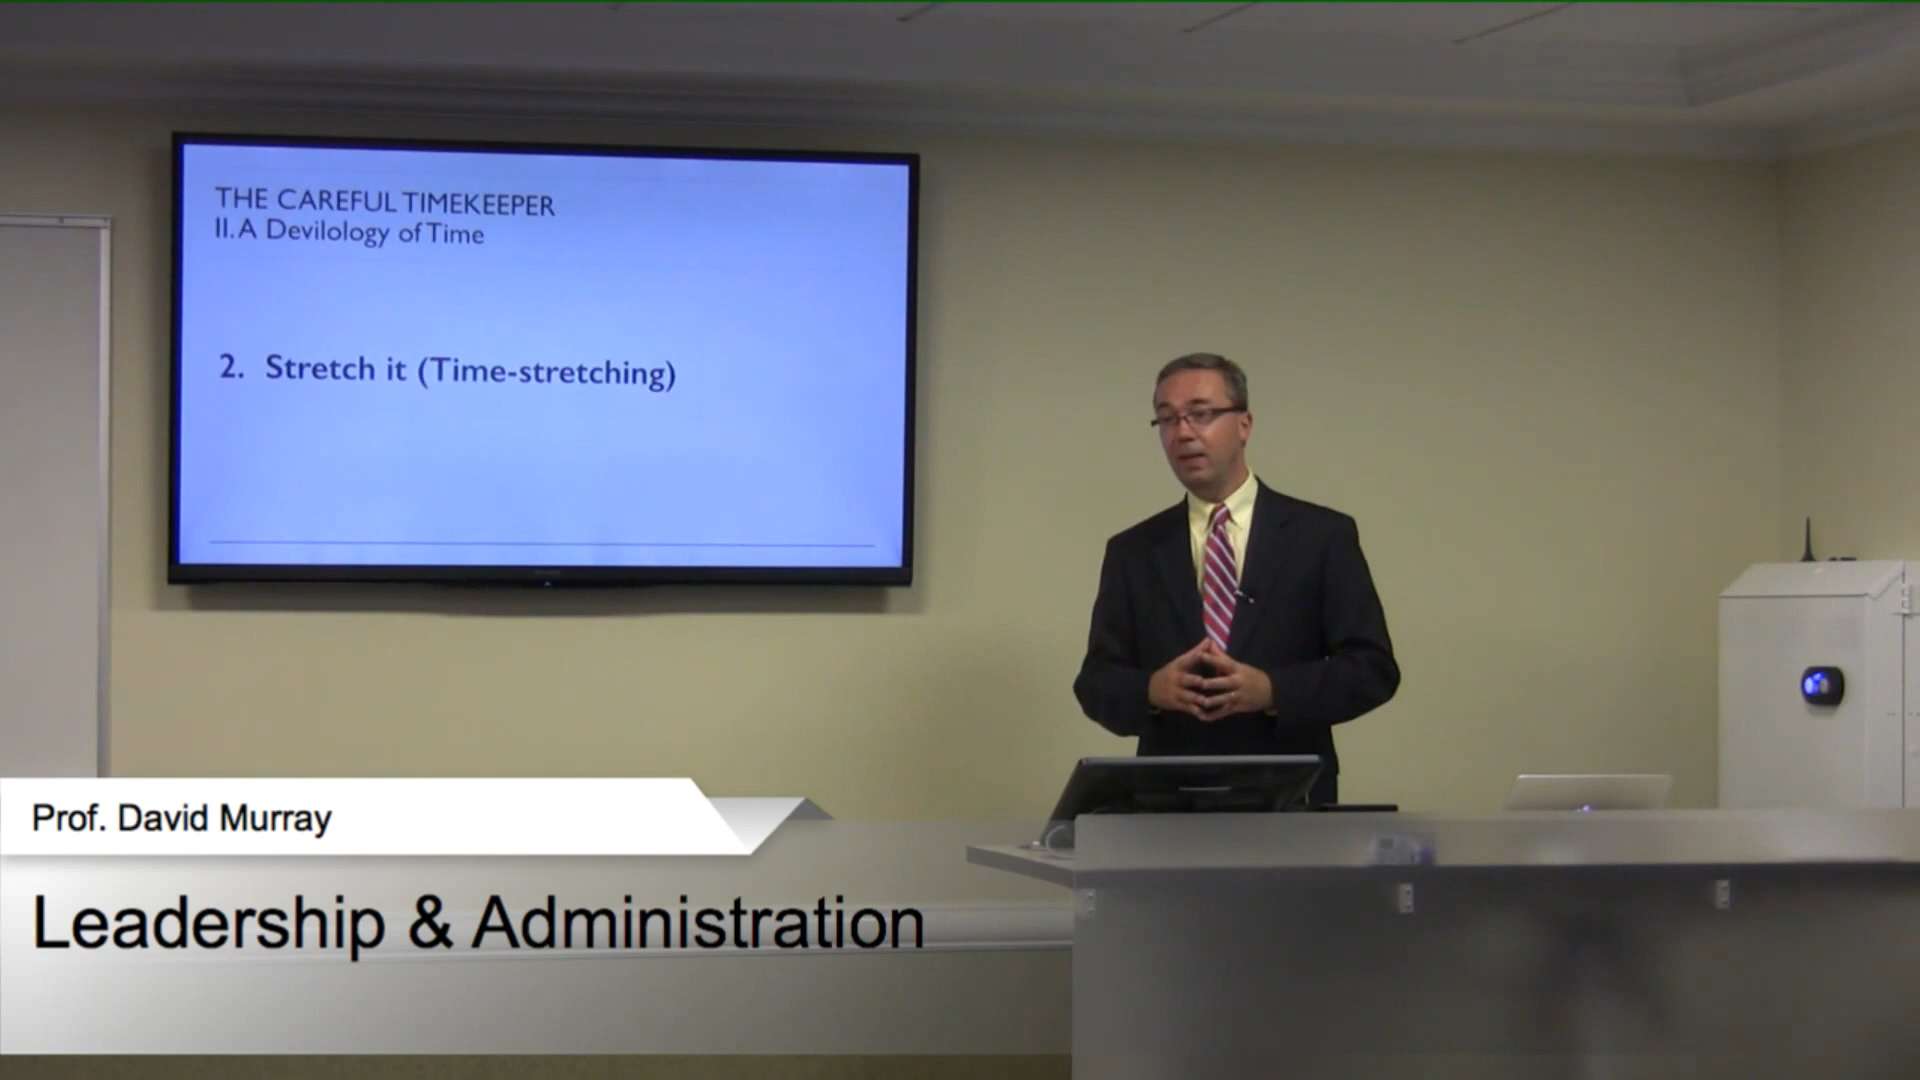 THE CAREFUL TIMEKEEPER
II. A Devilology of Time
2. Stretch it (Time-stretching)
Prof. David Murray
Leadership & Administration